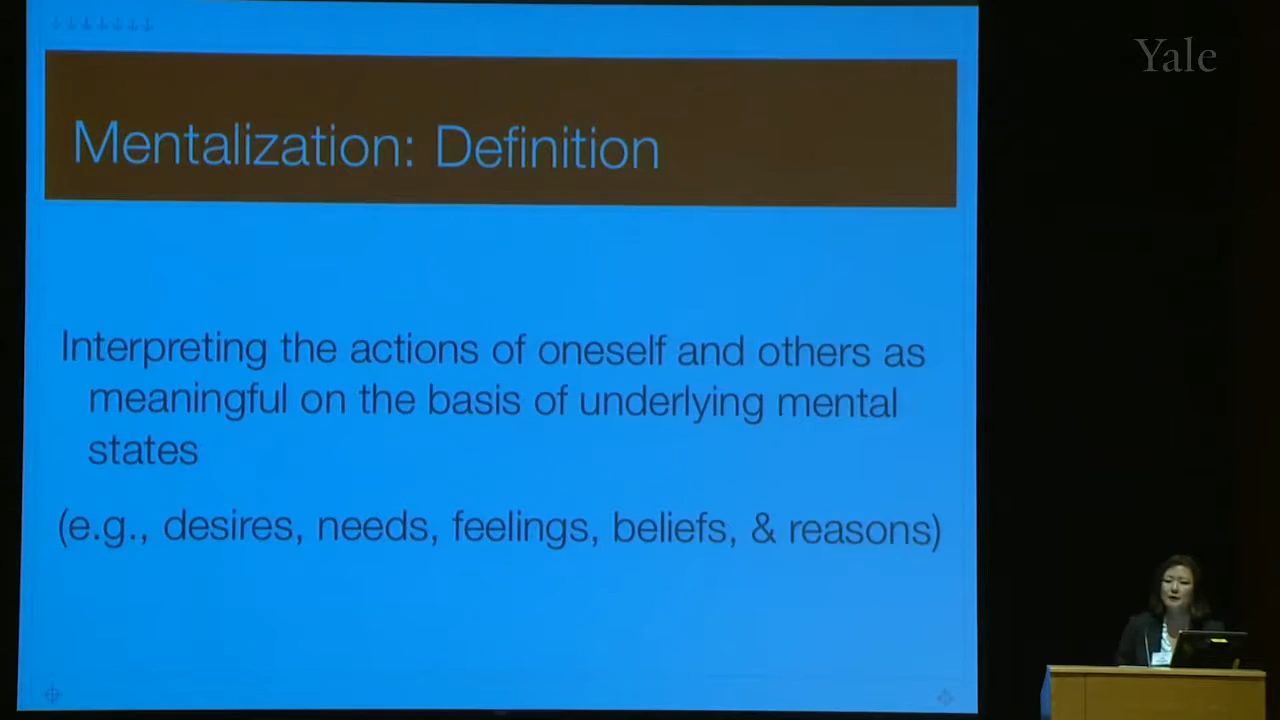 Yale
Mentalization: Definition
Interpreting the actions of oneself and others as
meaningful on the basis of underlying mental
states
(e.g., desires, needs, feelings, beliefs, & reasons)